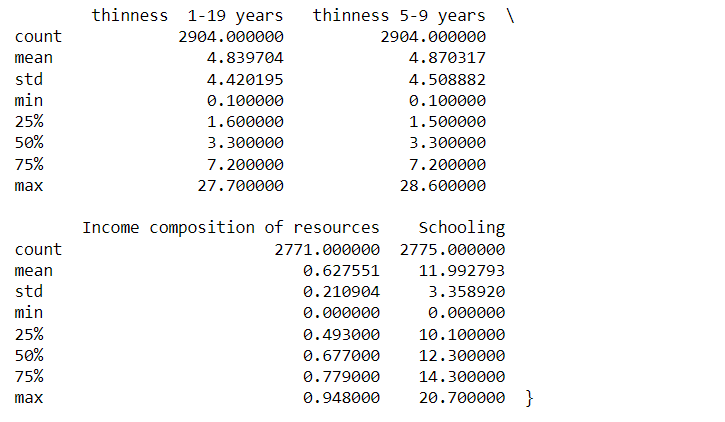 thinness  1-19 years   thinness 5-9 years  \
count            2904.000000          2904.000000
mean                4.839704             4.870317
std                 4.420195             4.508882
min                 0.100000             0.100000
25%                 1.600000             1.500000
50%                 3.300000             3.300000
75%                 7.200000             7.200000
max                27.700000            28.600000

       Income composition of resources    Schooling
count                      2771.000000  2775.000000
mean                          0.627551    11.992793
std                           0.210904     3.358920
min                           0.000000     0.000000
25%                           0.493000    10.100000
50%                           0.677000    12.300000
75%                           0.779000    14.300000
max                           0.948000    20.700000  }